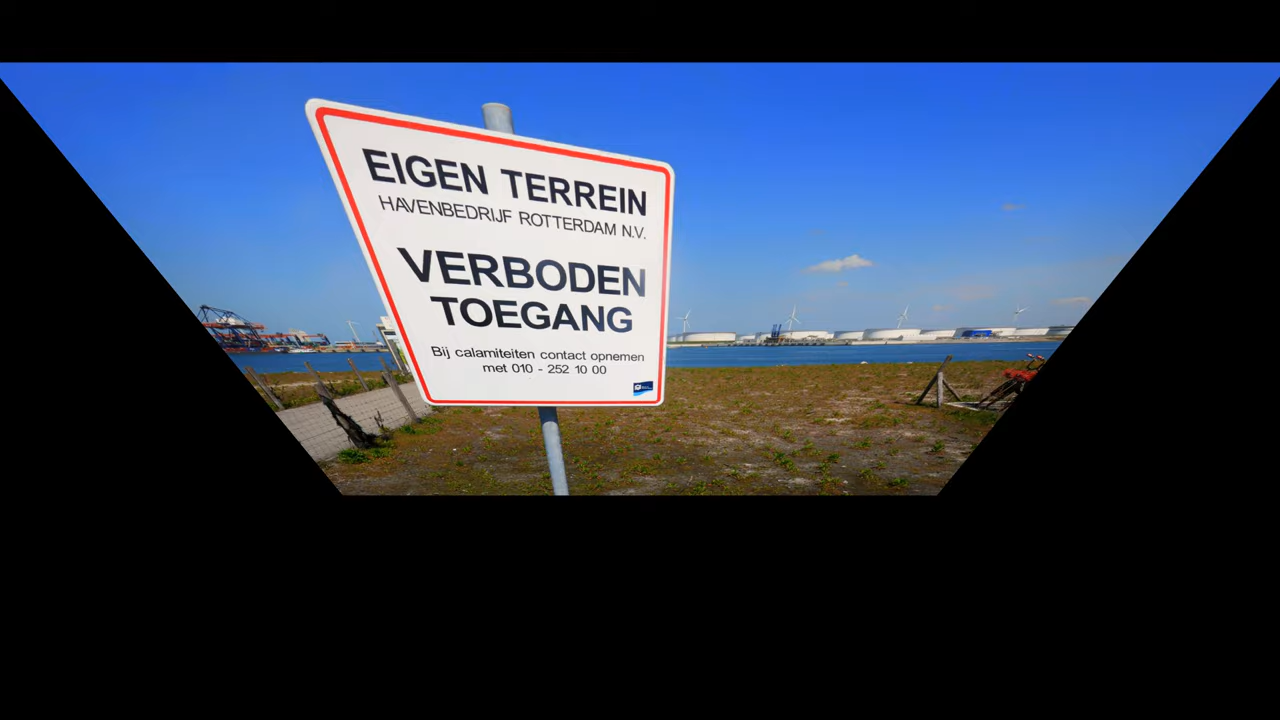 EIGEN TERREIN
HAVENBEDRIJF ROTTERDAM N.V.
VERBODEN
TOEGANG
Bij calamiteiten contact opnemen
met 010 - 252 10 00